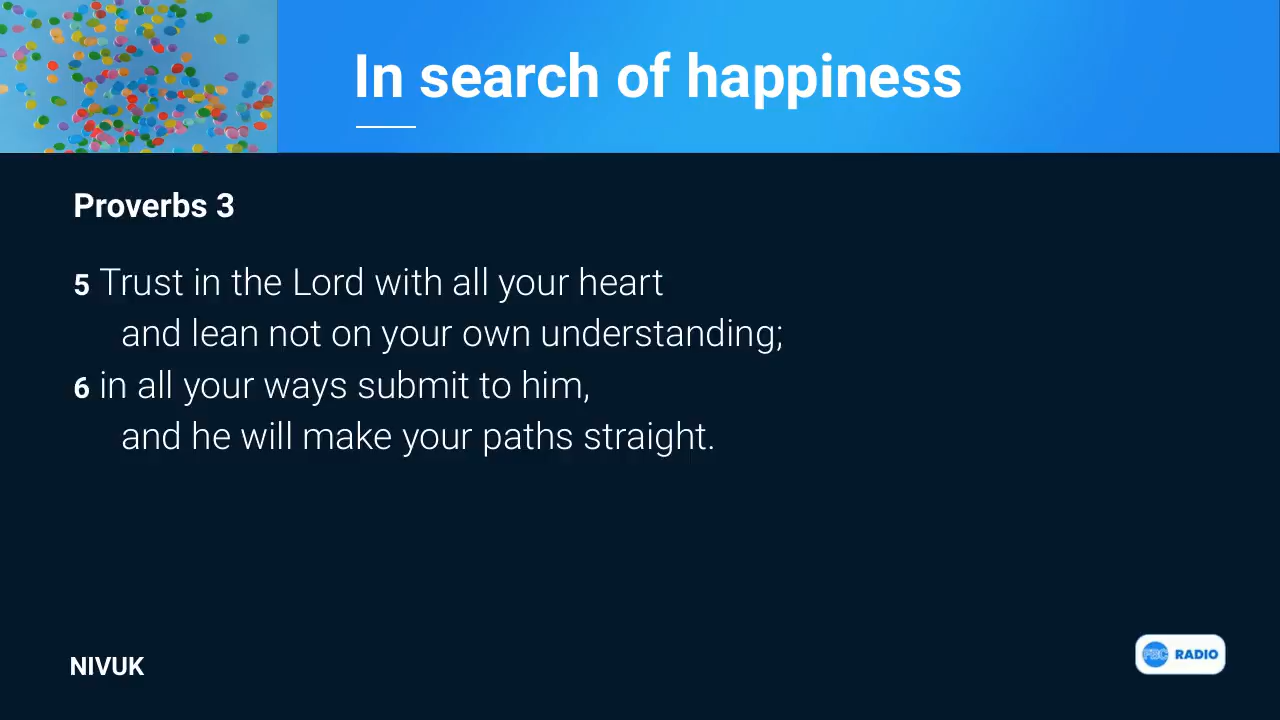 In search of happiness
Proverbs 3
5 Trust in the Lord with all your heart
and lean not on your own understanding;
6 in all your ways submit to him,
and he will make your paths straight.
NIVUK
RADIO